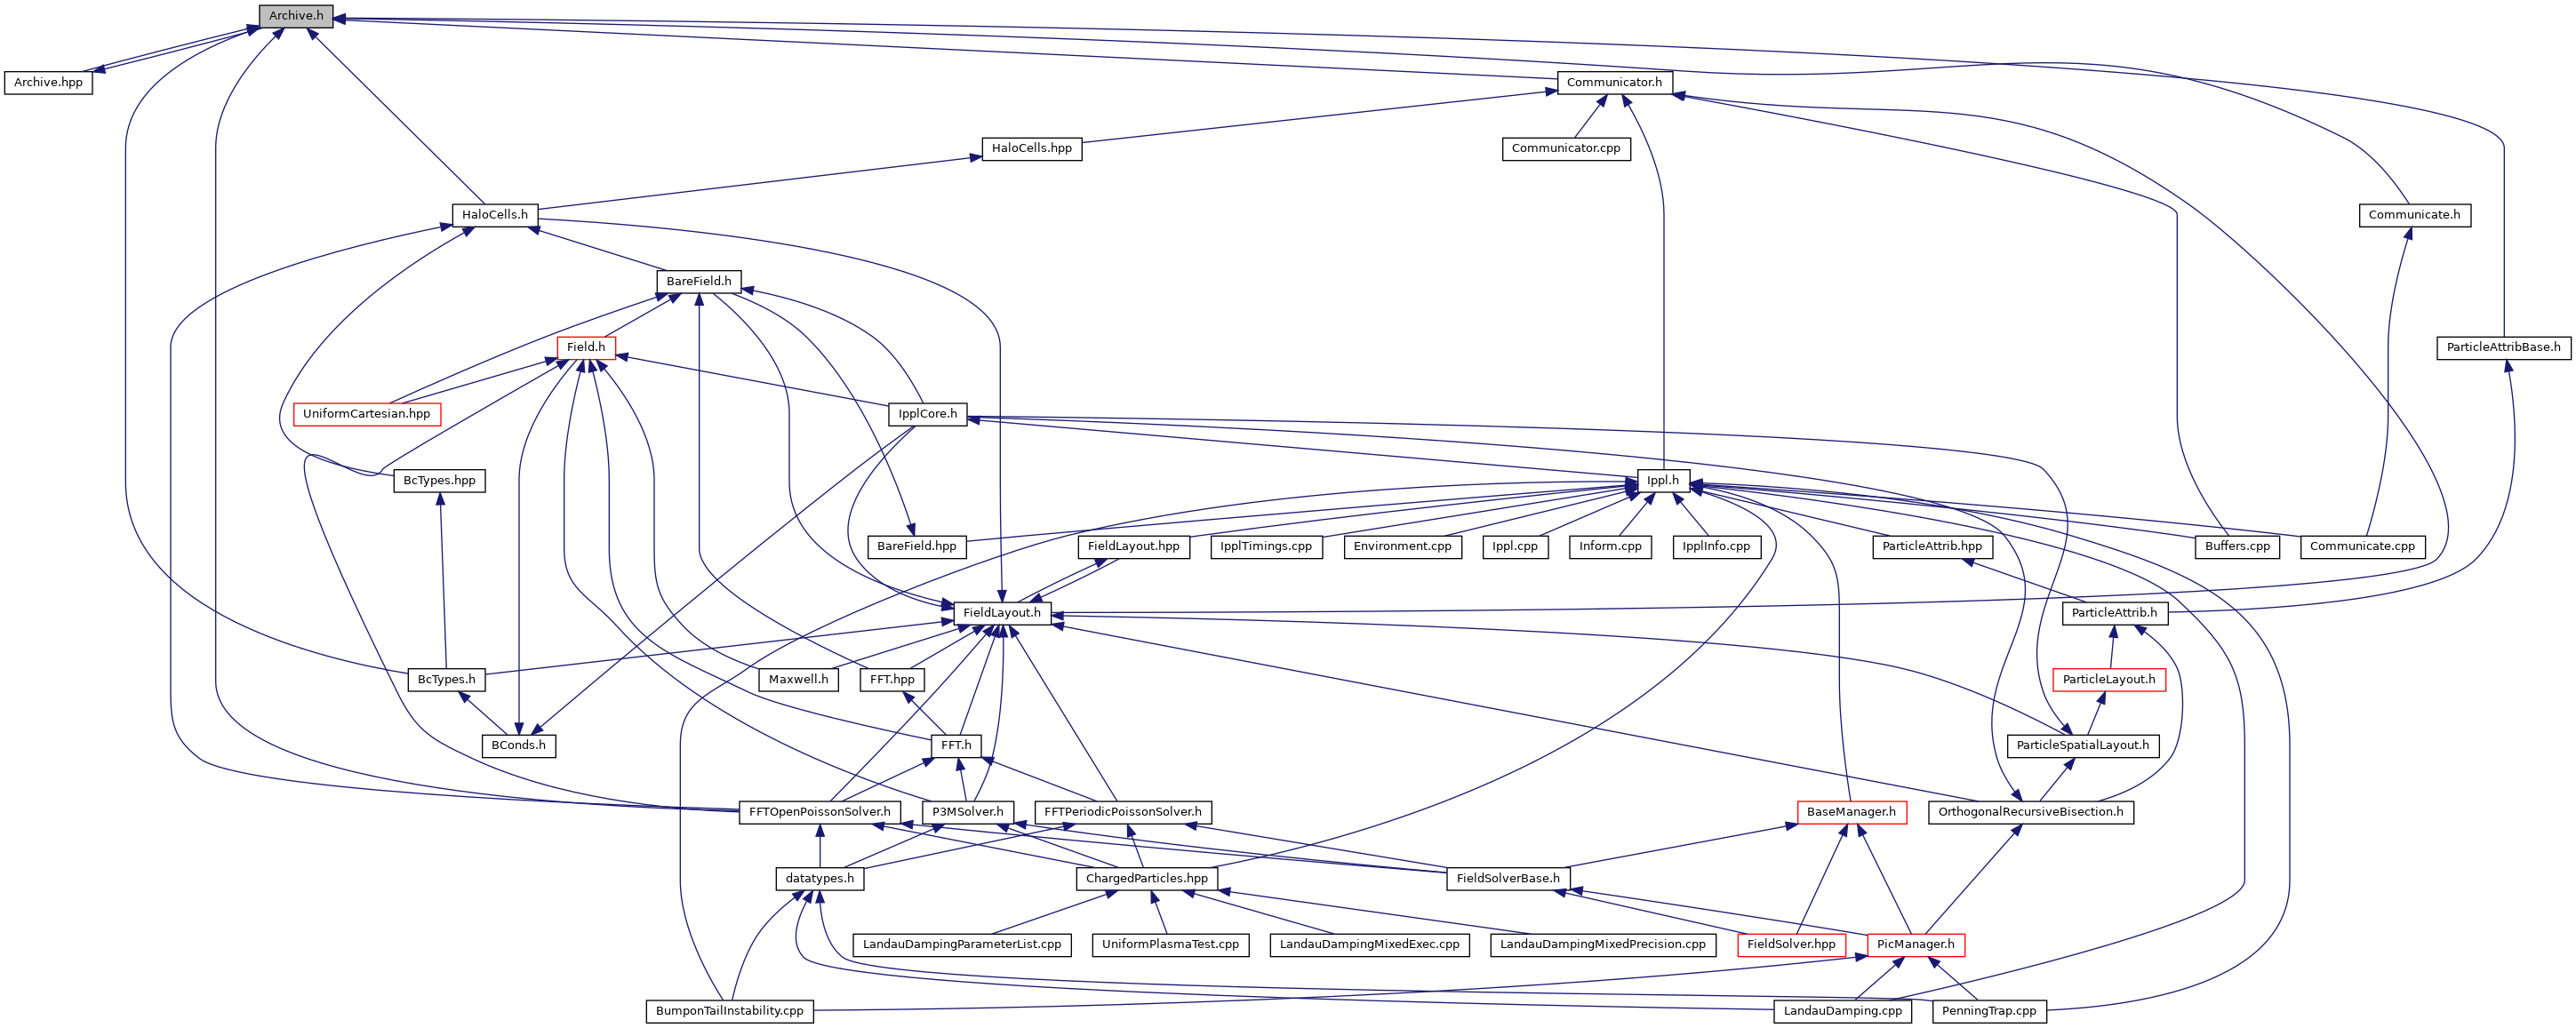 Archive.h
Archive.hpp
Communicator.h
HaloCells.hpp
Communicator.cpp
HaloCells.h
Communicate.h
BareField.h
Field.h
ParticleAttribBase.h
UniformCartesian.hpp
IpplCore.h
BcTypes.hpp
Ippl.h
BareField.hpp
FieldLayout.hpp
IpplTimings.cpp
Environment.cpp
Ippl.cpp
Inform.cpp
IpplInfo.cpp
ParticleAttrib.hpp
Buffers.cpp
Communicate.cpp
FieldLayout.h
ParticleAttrib.h
BcTypes.h
Maxwell.h
FFT.hpp
ParticleLayout.h
BConds.h
FFT.h
ParticleSpatialLayout.h
FFTOpenPoissonSolver.h
P3MSolver.h
FFTPeriodicPoissonSolver.h
BaseManager.h
OrthogonalRecursiveBisection.h
datatypes.h
ChargedParticles.hpp
FieldSolverBase.h
LandauDampingParameterList.cpp
UniformPlasmaTest.cpp
LandauDampingMixedExec.cpp
LandauDampingMixedPrecision.cpp
FieldSolver.hpp
PicManager.h
BumponTailInstability.cpp
LandauDamping.cpp
PenningTrap.cpp